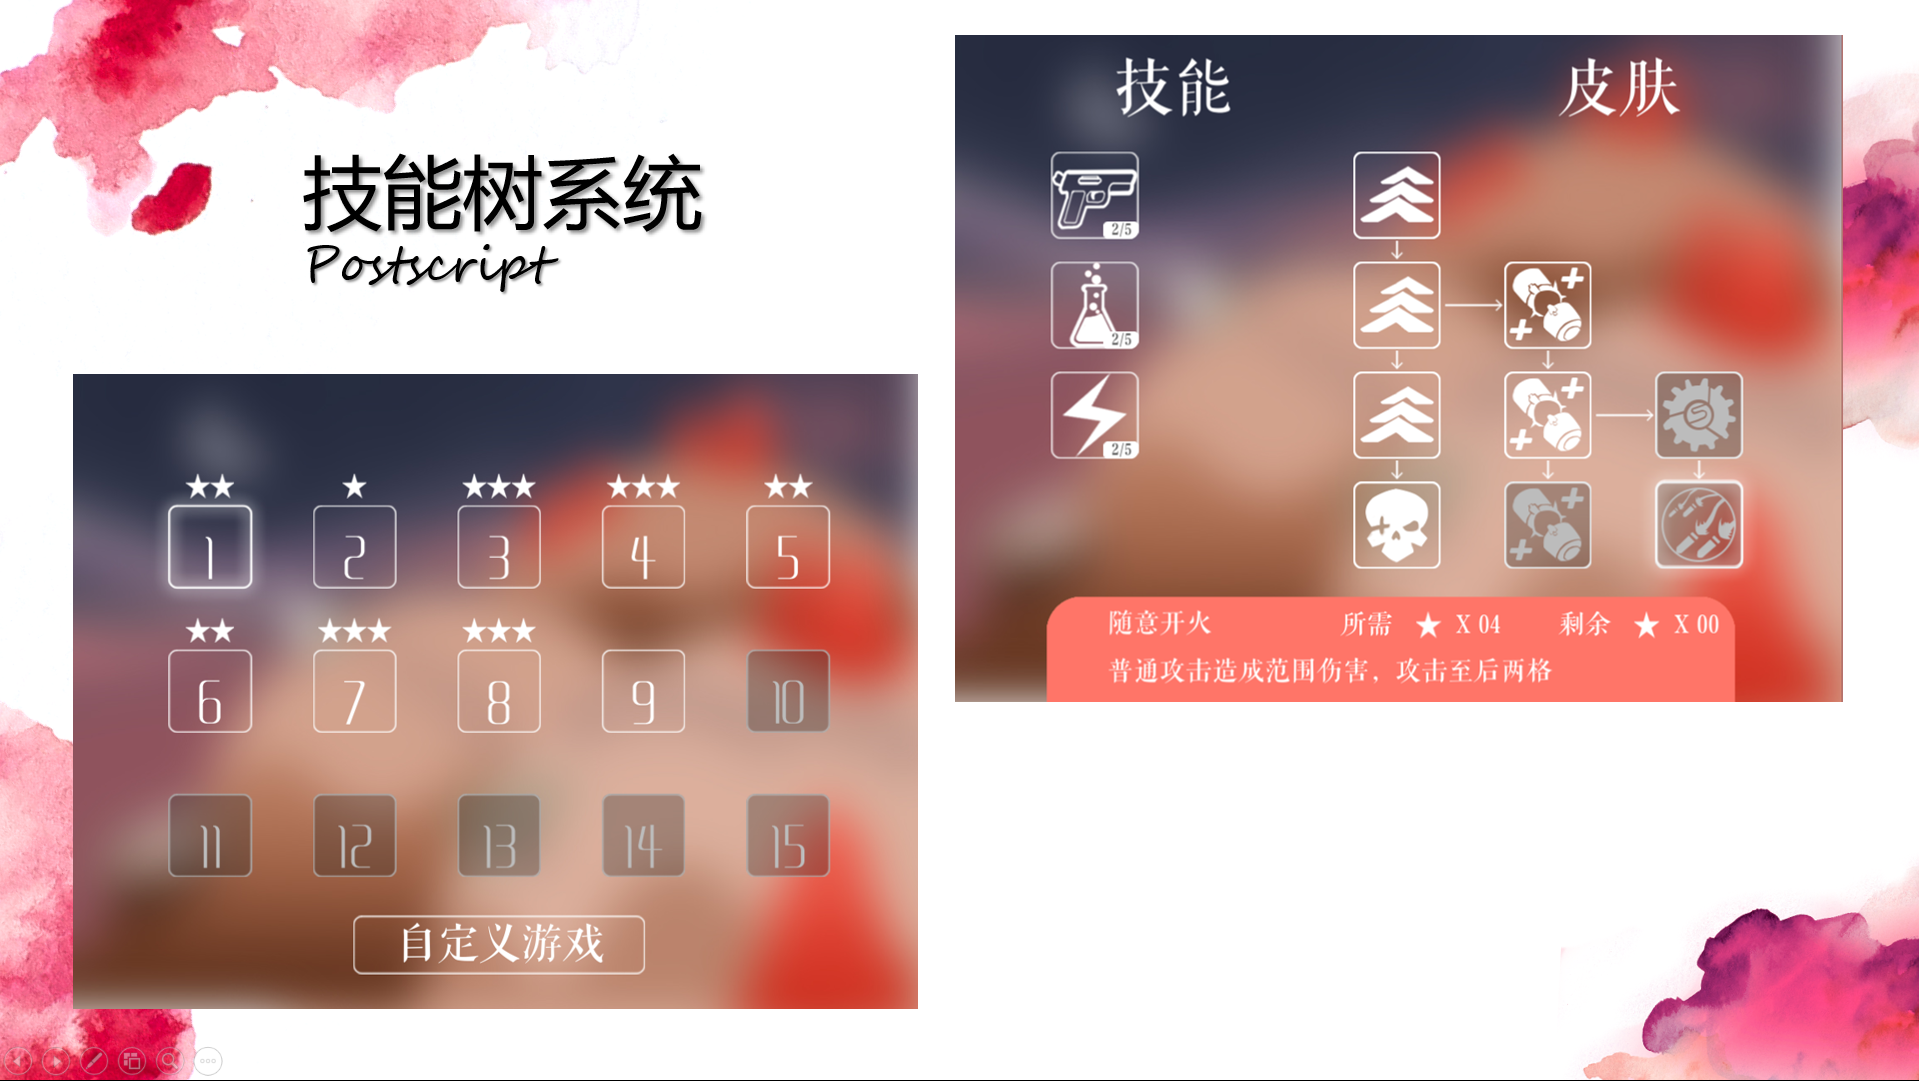 技能树系统
Postscript
★★ ★ ★★★ ★★★ ★★
1 2 3 4 5
★★ ★★★ ★★★
6 7 8 9 10
11 12 13 14 15
自定义游戏
技能 皮肤
2/5
2/5
2/5
随意开火 所需 ★ X 04 剩余 ★ X 00
普通攻击造成范围伤害，攻击至后两格